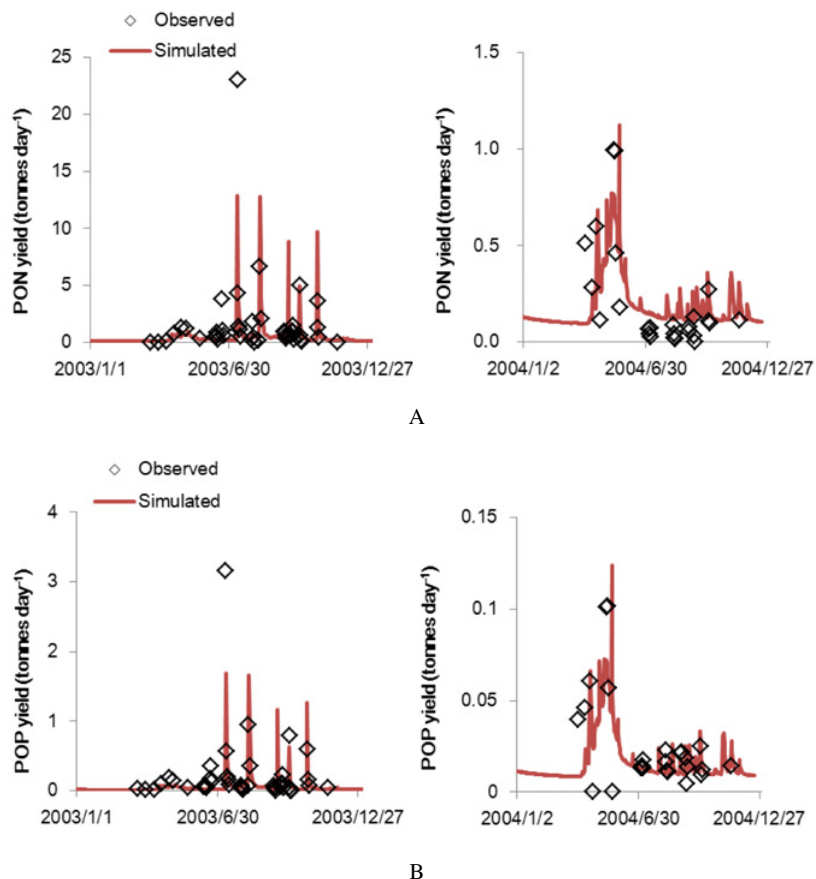 Observed
Simulated
PON yield (tonnes day⁻¹)
25
20
15
10
5
0
2003/1/1 2003/6/30 2003/12/27
PON yield (tonnes day⁻¹)
1.5
1.0
0.5
0.0
2004/1/2 2004/6/30 2004/12/27
A
Observed
Simulated
POP yield (tonnes day⁻¹)
4
3
2
1
0
2003/1/1 2003/6/30 2003/12/27
POP yield (tonnes day⁻¹)
0.15
0.1
0.05
0
2004/1/2 2004/6/30 2004/12/27
B